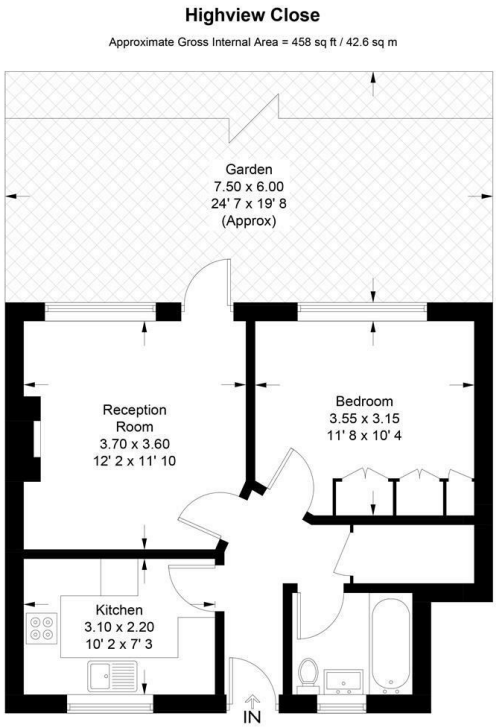 Highview Close
Approximate Gross Internal Area = 458 sq ft / 42.6 sq m
Garden
7.50 x 6.00
24' 7 x 19' 8
(Approx)
Reception
Room
3.70 x 3.60
12' 2 x 11' 10
Bedroom
3.55 x 3.15
11' 8 x 10' 4
Kitchen
3.10 x 2.20
10' 2 x 7' 3
IN